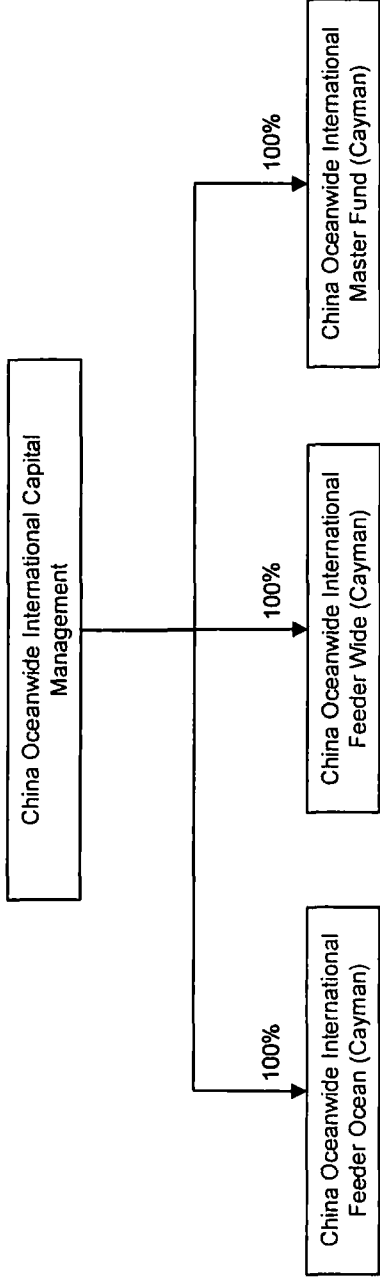 China Oceanwide International Capital
Management
100%
100%
100%
China Oceanwide International
Feeder Ocean (Cayman)
China Oceanwide International
Feeder Wide (Cayman)
China Oceanwide International
Master Fund (Cayman)